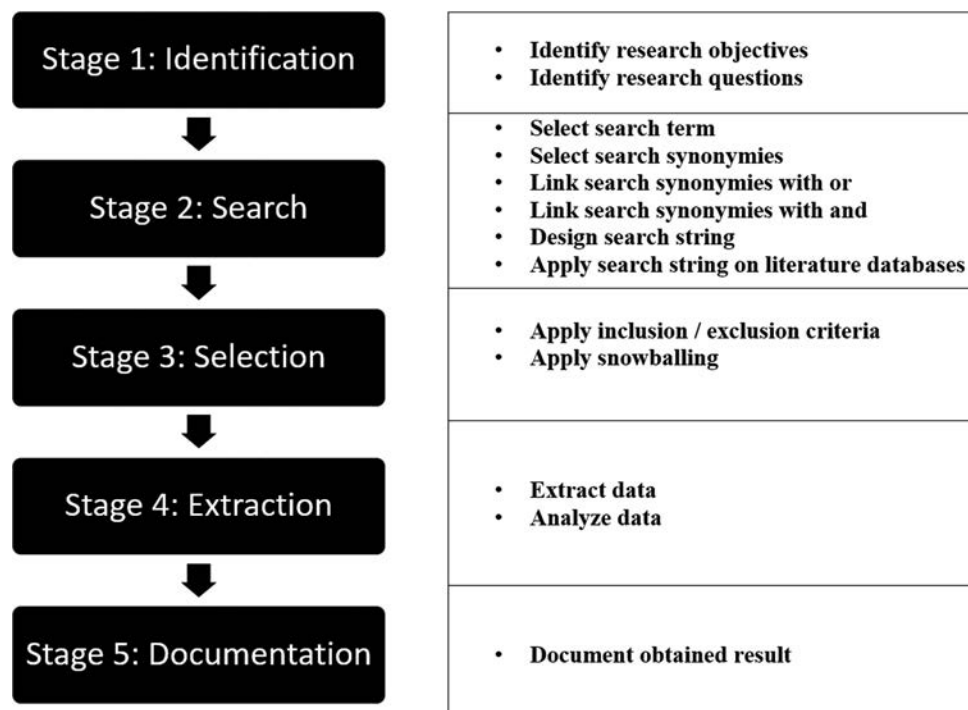 Stage 1: Identification
• Identify research objectives
• Identify research questions
Stage 2: Search
• Select search term
• Select search synonymies
• Link search synonymies with or
• Link search synonymies with and
• Design search string
• Apply search string on literature databases
Stage 3: Selection
• Apply inclusion / exclusion criteria
• Apply snowballing
Stage 4: Extraction
• Extract data
• Analyze data
Stage 5: Documentation
• Document obtained result